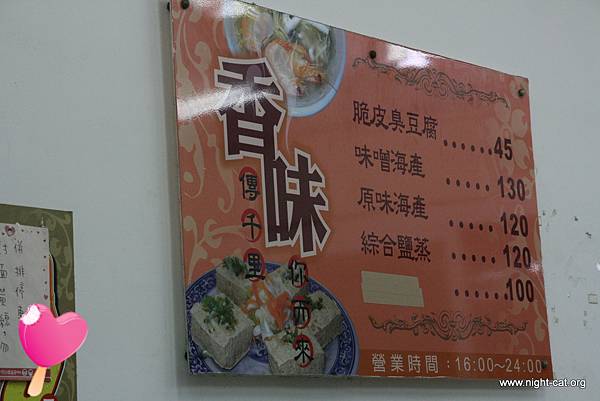 香味
傳千里
你而來
脆皮臭豆腐......45
味噌海產.....130
原味海產.....120
綜合鹽蒸.....120
.....100
營業時間：16:00~24:00
www.night-cat.org